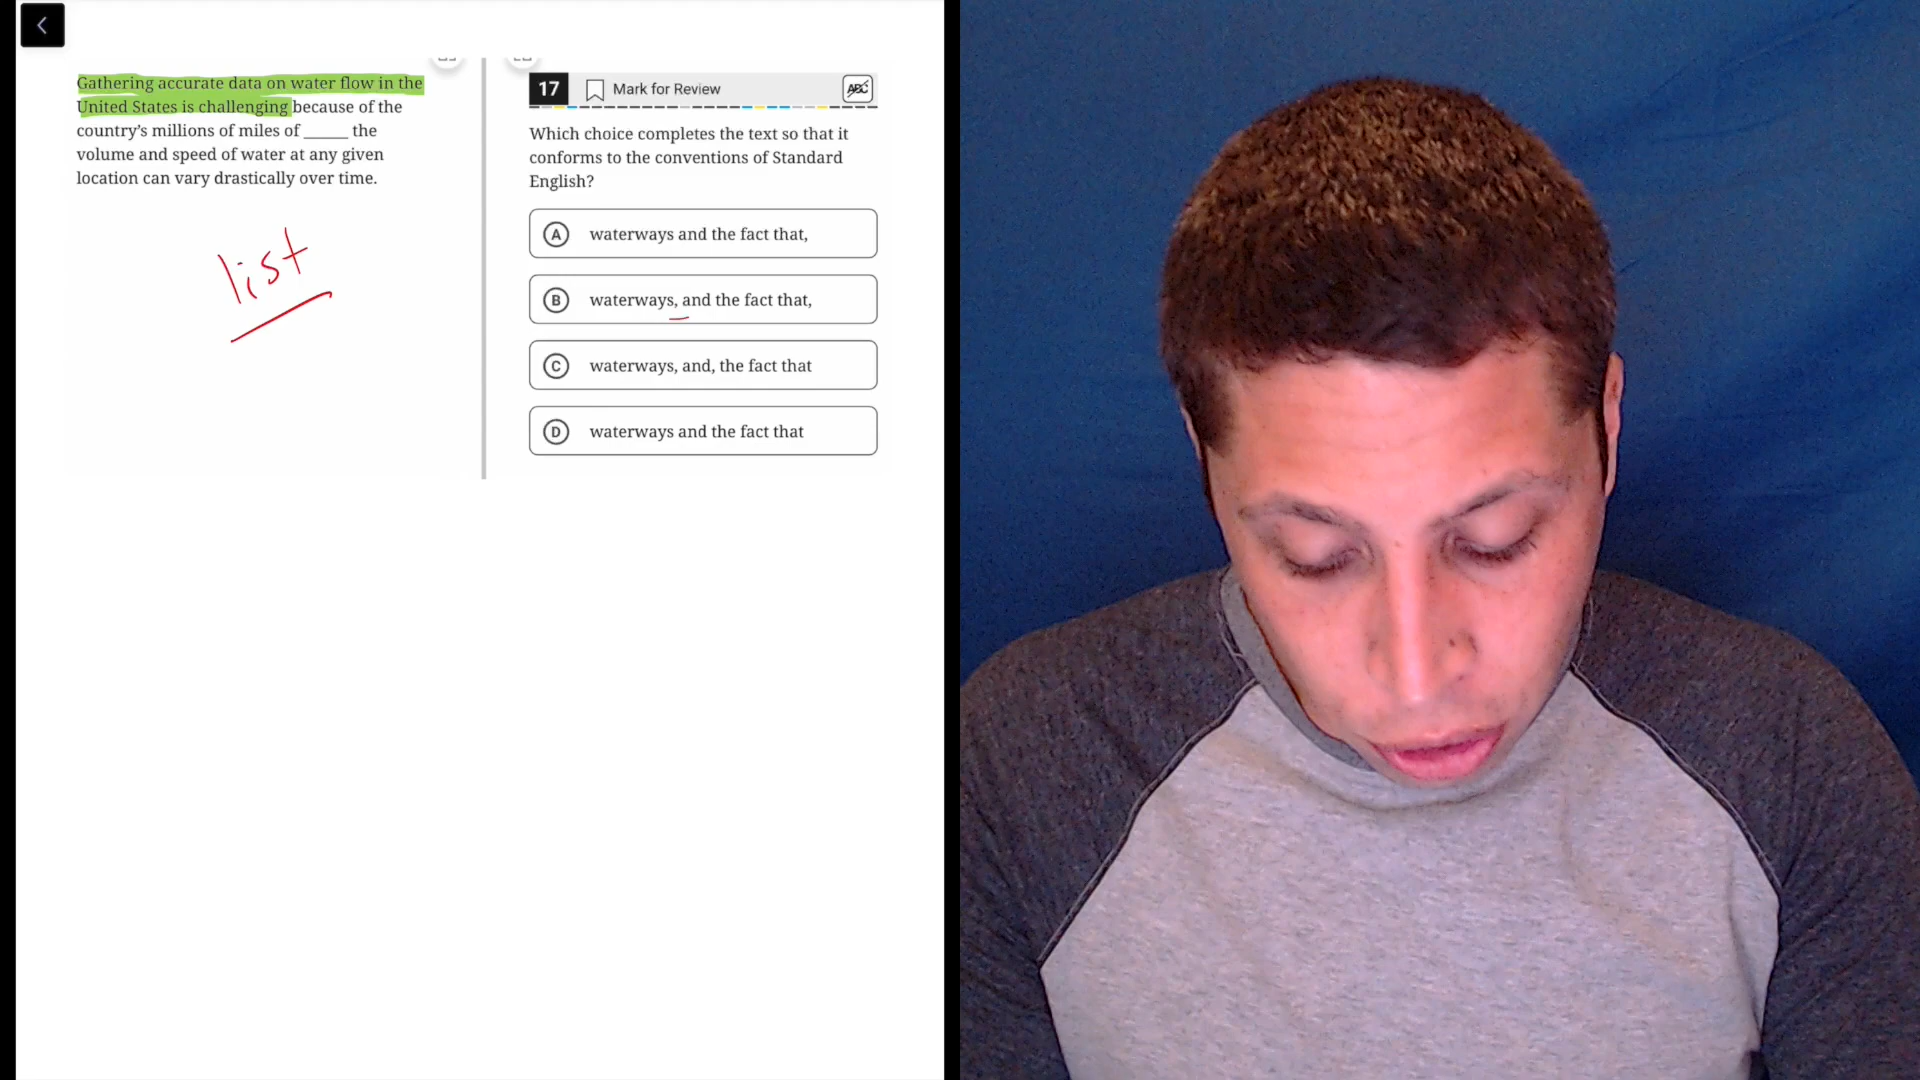 Gathering accurate data on water flow in the
United States is challenging because of the
country's millions of miles of ______ the
volume and speed of water at any given
location can vary drastically over time.
list
17 Mark for Review ABC
Which choice completes the text so that it
conforms to the conventions of Standard
English?
A waterways and the fact that,
B waterways, and the fact that,
C waterways, and, the fact that
D waterways and the fact that